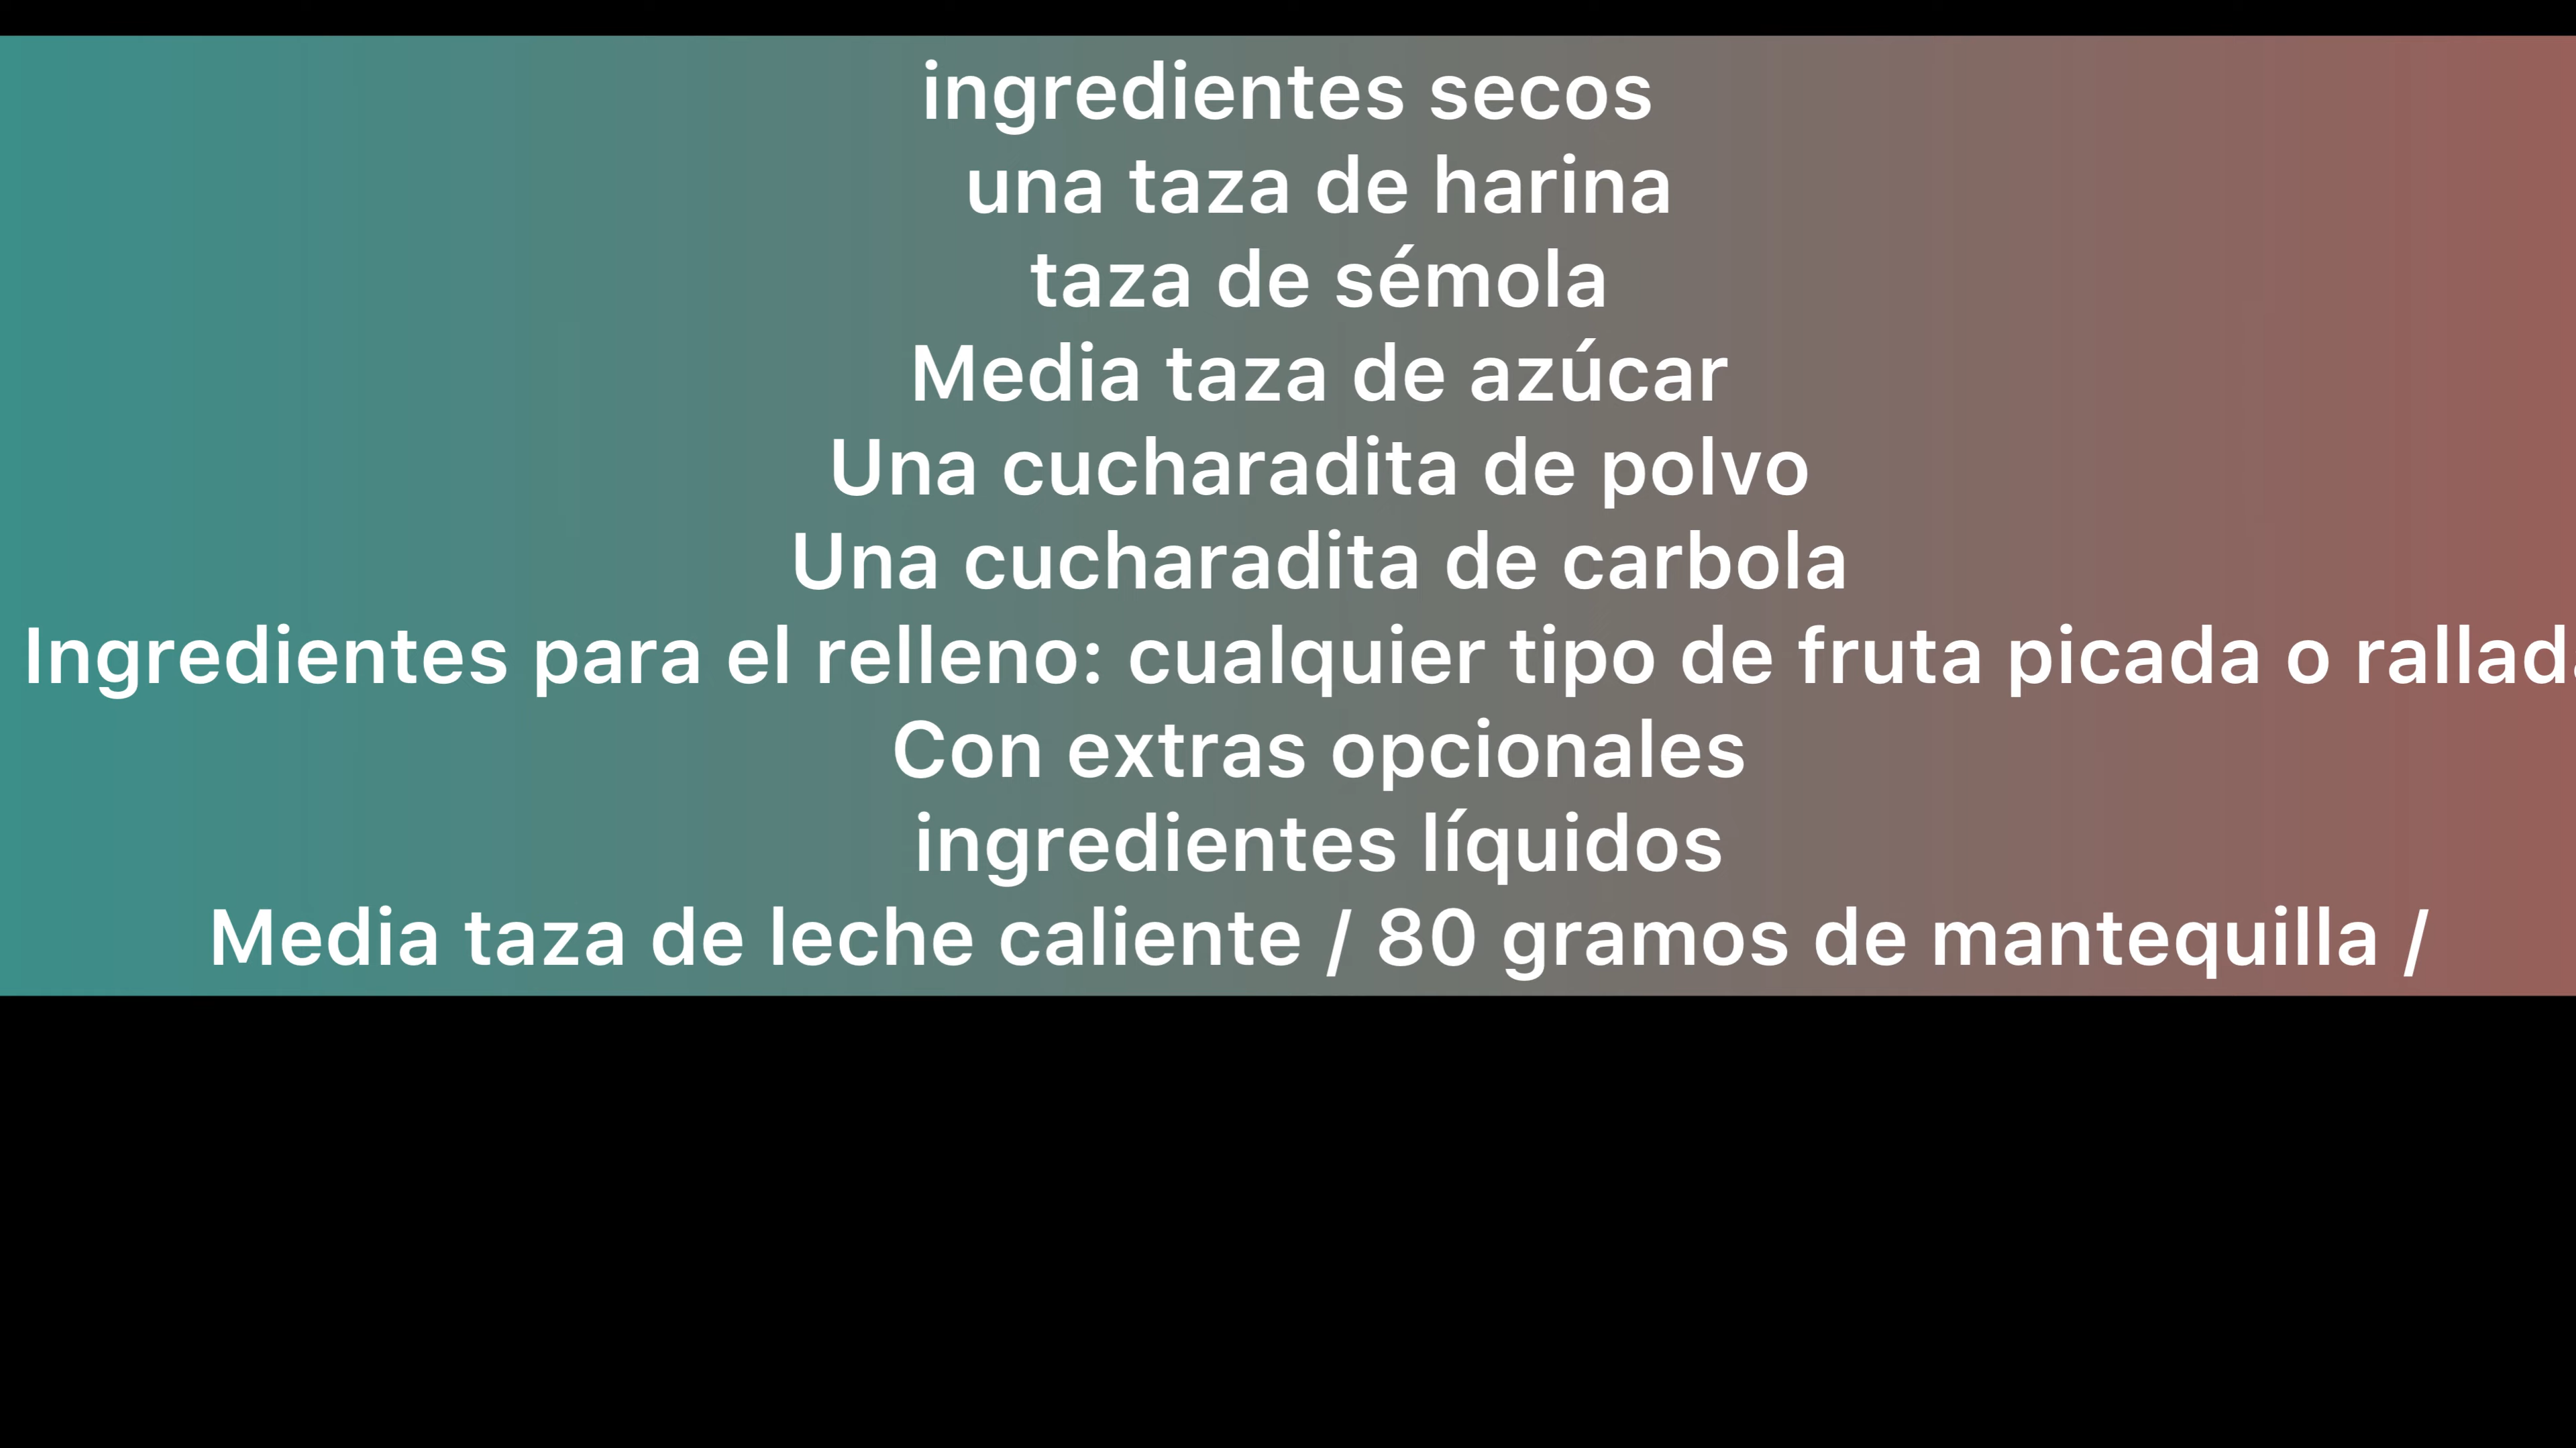 ingredientes secos
una taza de harina
taza de sémola
Media taza de azúcar
Una cucharadita de polvo
Una cucharadita de carbola
Ingredientes para el relleno: cualquier tipo de fruta picada o rallada
Con extras opcionales
ingredientes líquidos
Media taza de leche caliente / 80 gramos de mantequilla /